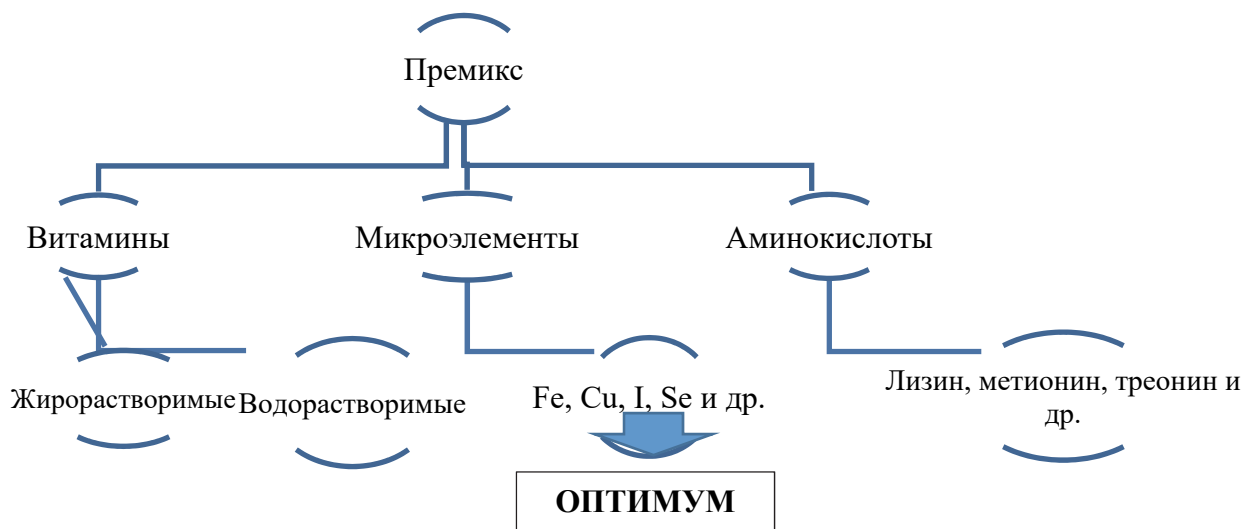 Премикс
Витамины
Микроэлементы
Аминокислоты
Жирорастворимые
Водорастворимые
Fe, Cu, I, Se и др.
Лизин, метионин, треонин и
др.
ОПТИМУМ